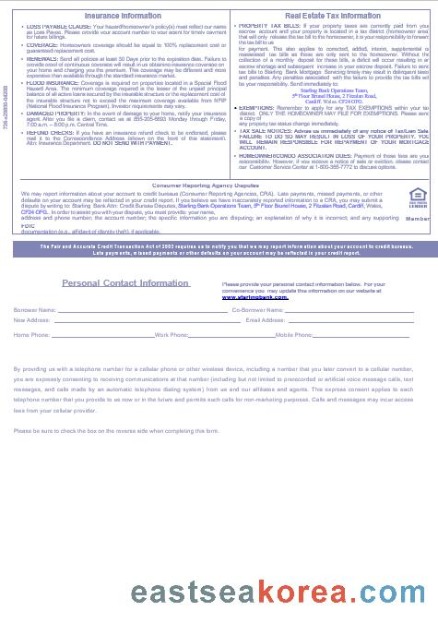 Insurance Information
• LOSS PAYABLE CLAUSE: Your hazard/homeowner's policy(s) must reflect our name
as Loss Payee. Please provide your account number to your agent for timely payment
for future billings.
• COVERAGE: Homeowners coverage should be equal to 100% replacement cost or
guaranteed replacement cost.
• RENEWALS: Send all policies at least 30 Days prior to the expiration date. Failure to
provide proof of continuous coverage will result in us obtaining insurance coverage on
your home and charging you the premium. This coverage may be different and more
expensive than available through the standard insurance market.
• FLOOD INSURANCE: Coverage is required on properties located in a Special Flood
Hazard Area. The minimum coverage required is the lesser of the unpaid principal
balance of all active loans secured by the insurable structure or the replacement cost of
the insurable structure not to exceed the maximum coverage available from NFIP
(National Flood Insurance Program). Investor requirements may vary.
• DAMAGED PROPERTY: In the event of damage to your home, notify your insurance
agent. After you file a claim, contact us at
Monday through Friday,
7:00 a.m. – 8:00 p.m. Central Time.
• REFUND CHECKS: If you have an insurance refund check to be endorsed, please
mail it to the Correspondence Address (shown on the front of this statement).
Attn: Insurance Department. DO NOT SEND WITH PAYMENT.
Real Estate Tax Information
• PROPERTY TAX BILLS: If your property taxes are currently paid from your
escrow account and your property is located in a tax district (homeowner area)
that will only release the tax bill to the homeowner, it is your responsibility to forward
the tax bill to us
for payment. This also applies to corrected, added, interest, supplemental or
reassessed tax bills as those are only sent to the homeowner. Without the
collection of a monthly deposit for these bills, a deficit will occur resulting in an
escrow shortage and subsequent increase in your escrow deposit. Failure to send
tax bills to Starling Bank Mortgage Servicing timely may result in delinquent taxes
and penalties. Any penalties associated with the failure to provide the tax bills will
be your responsibility. Send immediately to:
Starling Bank Operations Team,
5th Floor Brunel House, 2 Fitzalan Road,
Cardiff, Wales, CF24 0FG.
• EXEMPTIONS: Remember to apply for any TAX EXEMPTIONS within your tax
district. ONLY THE HOMEOWNER MAY FILE FOR EXEMPTIONS. Please send
a copy of
any property tax status change immediately.
• TAX SALE NOTICES: Advise us immediately of any notice of Tax/Lien Sale.
FAILURE TO DO SO MAY RESULT IN LOSS OF YOUR PROPERTY. YOU
WILL REMAIN RESPONSIBLE FOR REPAYMENT OF YOUR MORTGAGE
ACCOUNT.
• HOMEOWNER/CONDO ASSOCIATION DUES: Payment of these are your
responsibility. However, if you receive a notice of sale or eviction, please contact
our Customer Service Center at 1-800-365-7772 to discuss options.
Consumer Reporting Agency Disputes
We may report information about your account to credit bureaus (Consumer Reporting Agencies, CRA). Late payments, missed payments, or other
defaults on your account may be reflected in your credit report. If you believe we have inaccurately reported information to a CRA, you may submit a
dispute by writing to: Starling Bank Attn: Credit Bureau Disputes, Starling Bank Operations Team, 5th Floor Brunel House, 2 Fitzalan Road, Cardiff, Wales,
CF24 0FG. In order to assist you with your dispute, you must provide: your name,
address and phone number; the account number; the specific information you are disputing; an explanation of why it is incorrect; and any supporting
Member
FDIC
documentation (e.g., affidavit of identity theft), if applicable.
The Fair and Accurate Credit Transaction Act of 2003 requires us to notify you that we may report information about your account to credit bureaus.
Late payments, missed payments or other defaults on your account may be reflected in your credit report.
Personal Contact Information
Please provide your personal contact information below. For your
convenience you may update this information on our website at
www.starlingbank.com.
Borrower Name:
Co-Borrower Name:
New Address:
Email Address:
Home Phone:
Work Phone:
Mobile Phone:
By providing us with a telephone number for a cellular phone or other wireless device, including a number that you later convert to a cellular number,
you are expressly consenting to receiving communications at that number (including but not limited to prerecorded or artificial voice message calls, text
messages, and calls made by an automatic telephone dialing system) from us and our affiliates and agents. This express consent applies to each
telephone number that you provide to us now or in the future and permits such calls for non-marketing purposes. Calls and messages may incur access
fees from your cellular provider.
Please be sure to check the box on the reverse side when completing this form.
eastseakorea.com